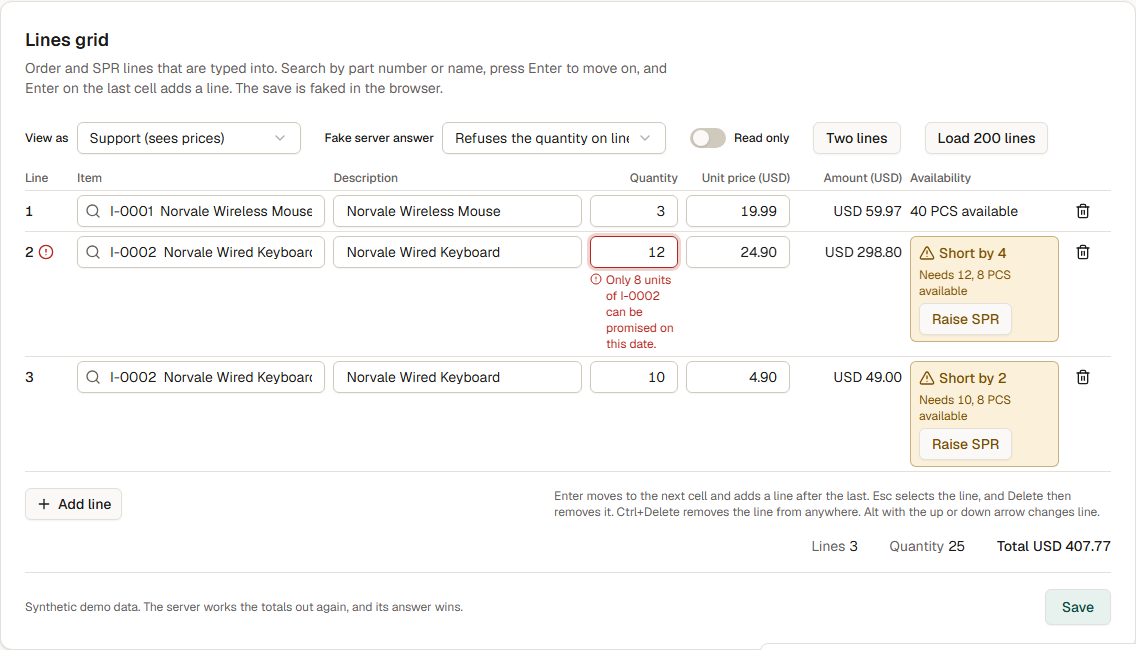 Lines grid
Order and SPR lines that are typed into. Search by part number or name, press Enter to move on, and
Enter on the last cell adds a line. The save is faked in the browser.
View as Support (sees prices) Fake server answer Refuses the quantity on line Read only Two lines Load 200 lines
Line Item Description Quantity Unit price (USD) Amount (USD) Availability
1 I-0001 Norvale Wireless Mouse Norvale Wireless Mouse 3 19.99 USD 59.97 40 PCS available
2 I-0002 Norvale Wired Keyboard Norvale Wired Keyboard 12 24.90 USD 298.80 Short by 4
Needs 12, 8 PCS
available
Raise SPR
Only 8 units
of I-0002
can be
promised on
this date.
3 I-0002 Norvale Wired Keyboard Norvale Wired Keyboard 10 4.90 USD 49.00 Short by 2
Needs 10, 8 PCS
available
Raise SPR
+ Add line
Enter moves to the next cell and adds a line after the last. Esc selects the line, and Delete then
removes it. Ctrl+Delete removes the line from anywhere. Alt with the up or down arrow changes line.
Lines 3 Quantity 25 Total USD 407.77
Synthetic demo data. The server works the totals out again, and its answer wins.
Save